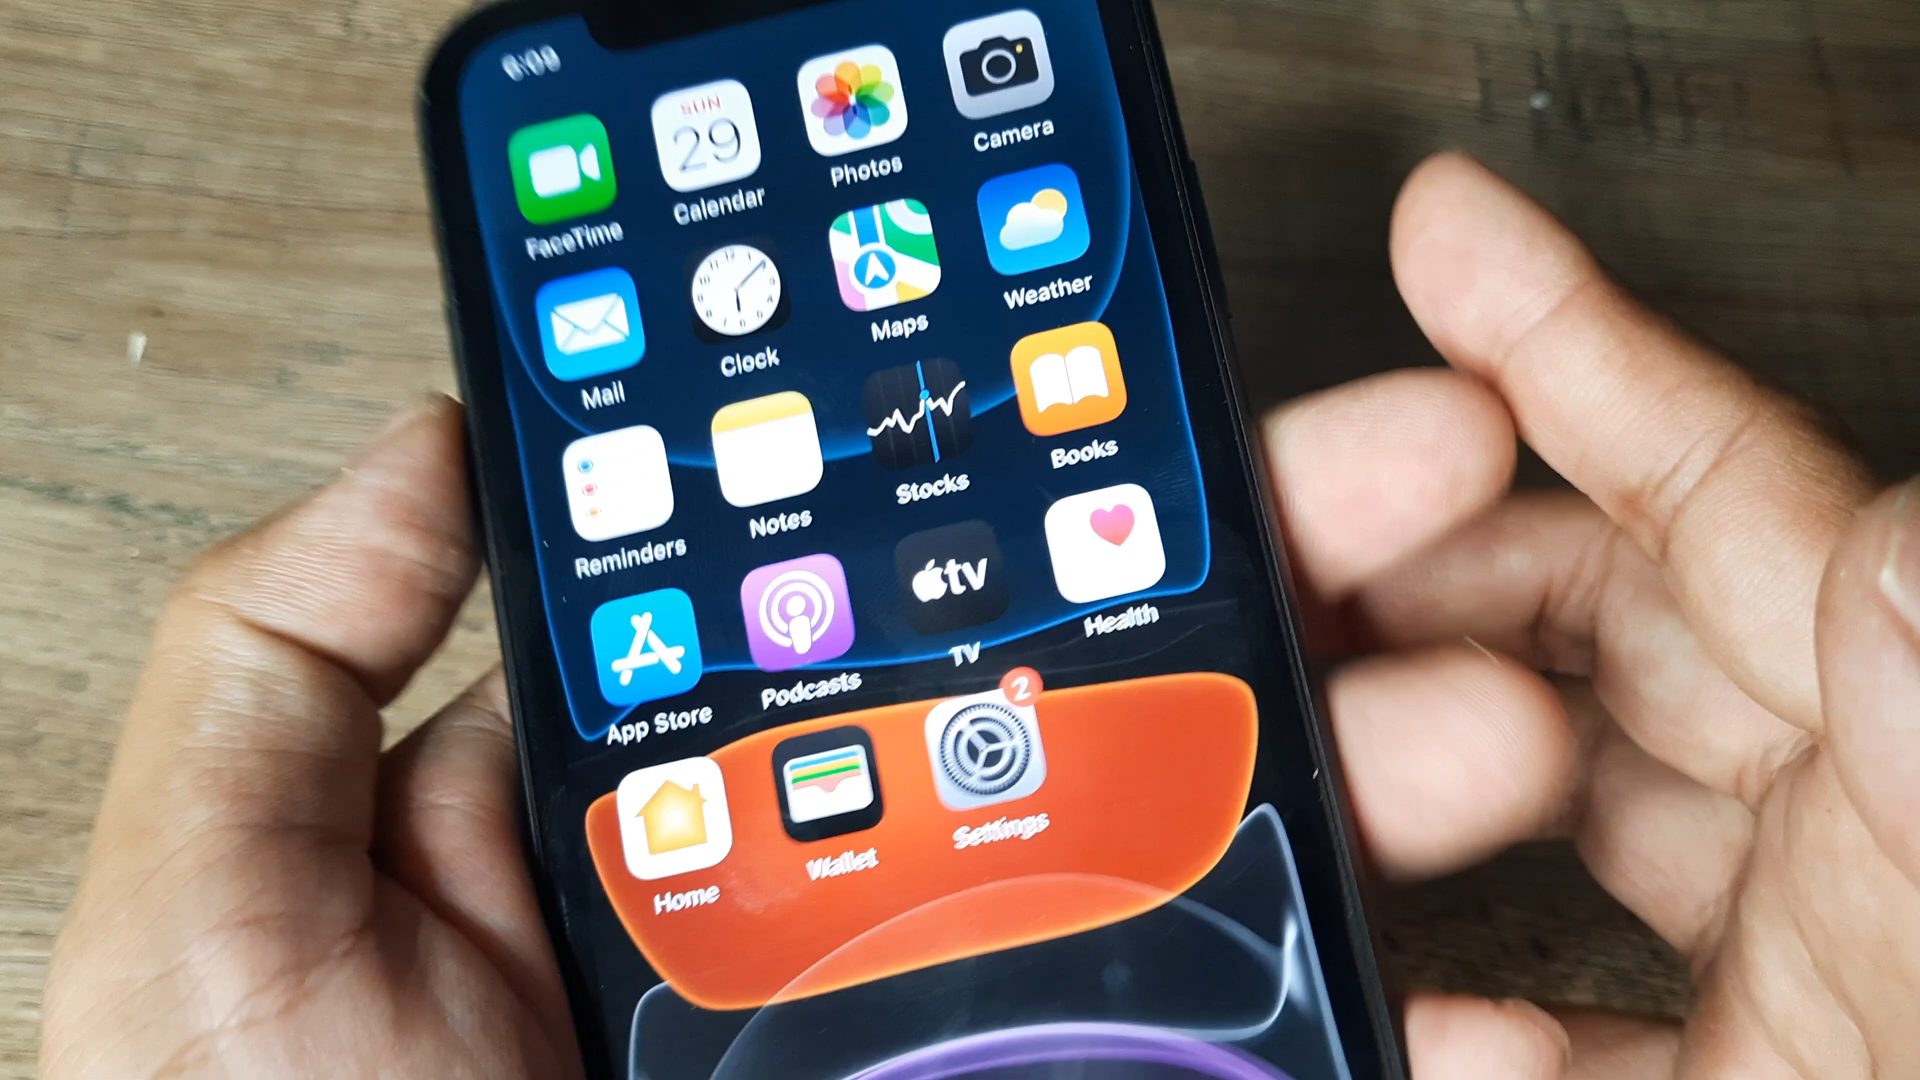 6:09
SUN
29
FaceTime
Calendar
Photos
Camera
Mail
Clock
Maps
Weather
Reminders
Notes
Stocks
Books
tv
App Store
Podcasts
TV
Health
2
Home
Wallet
Settings